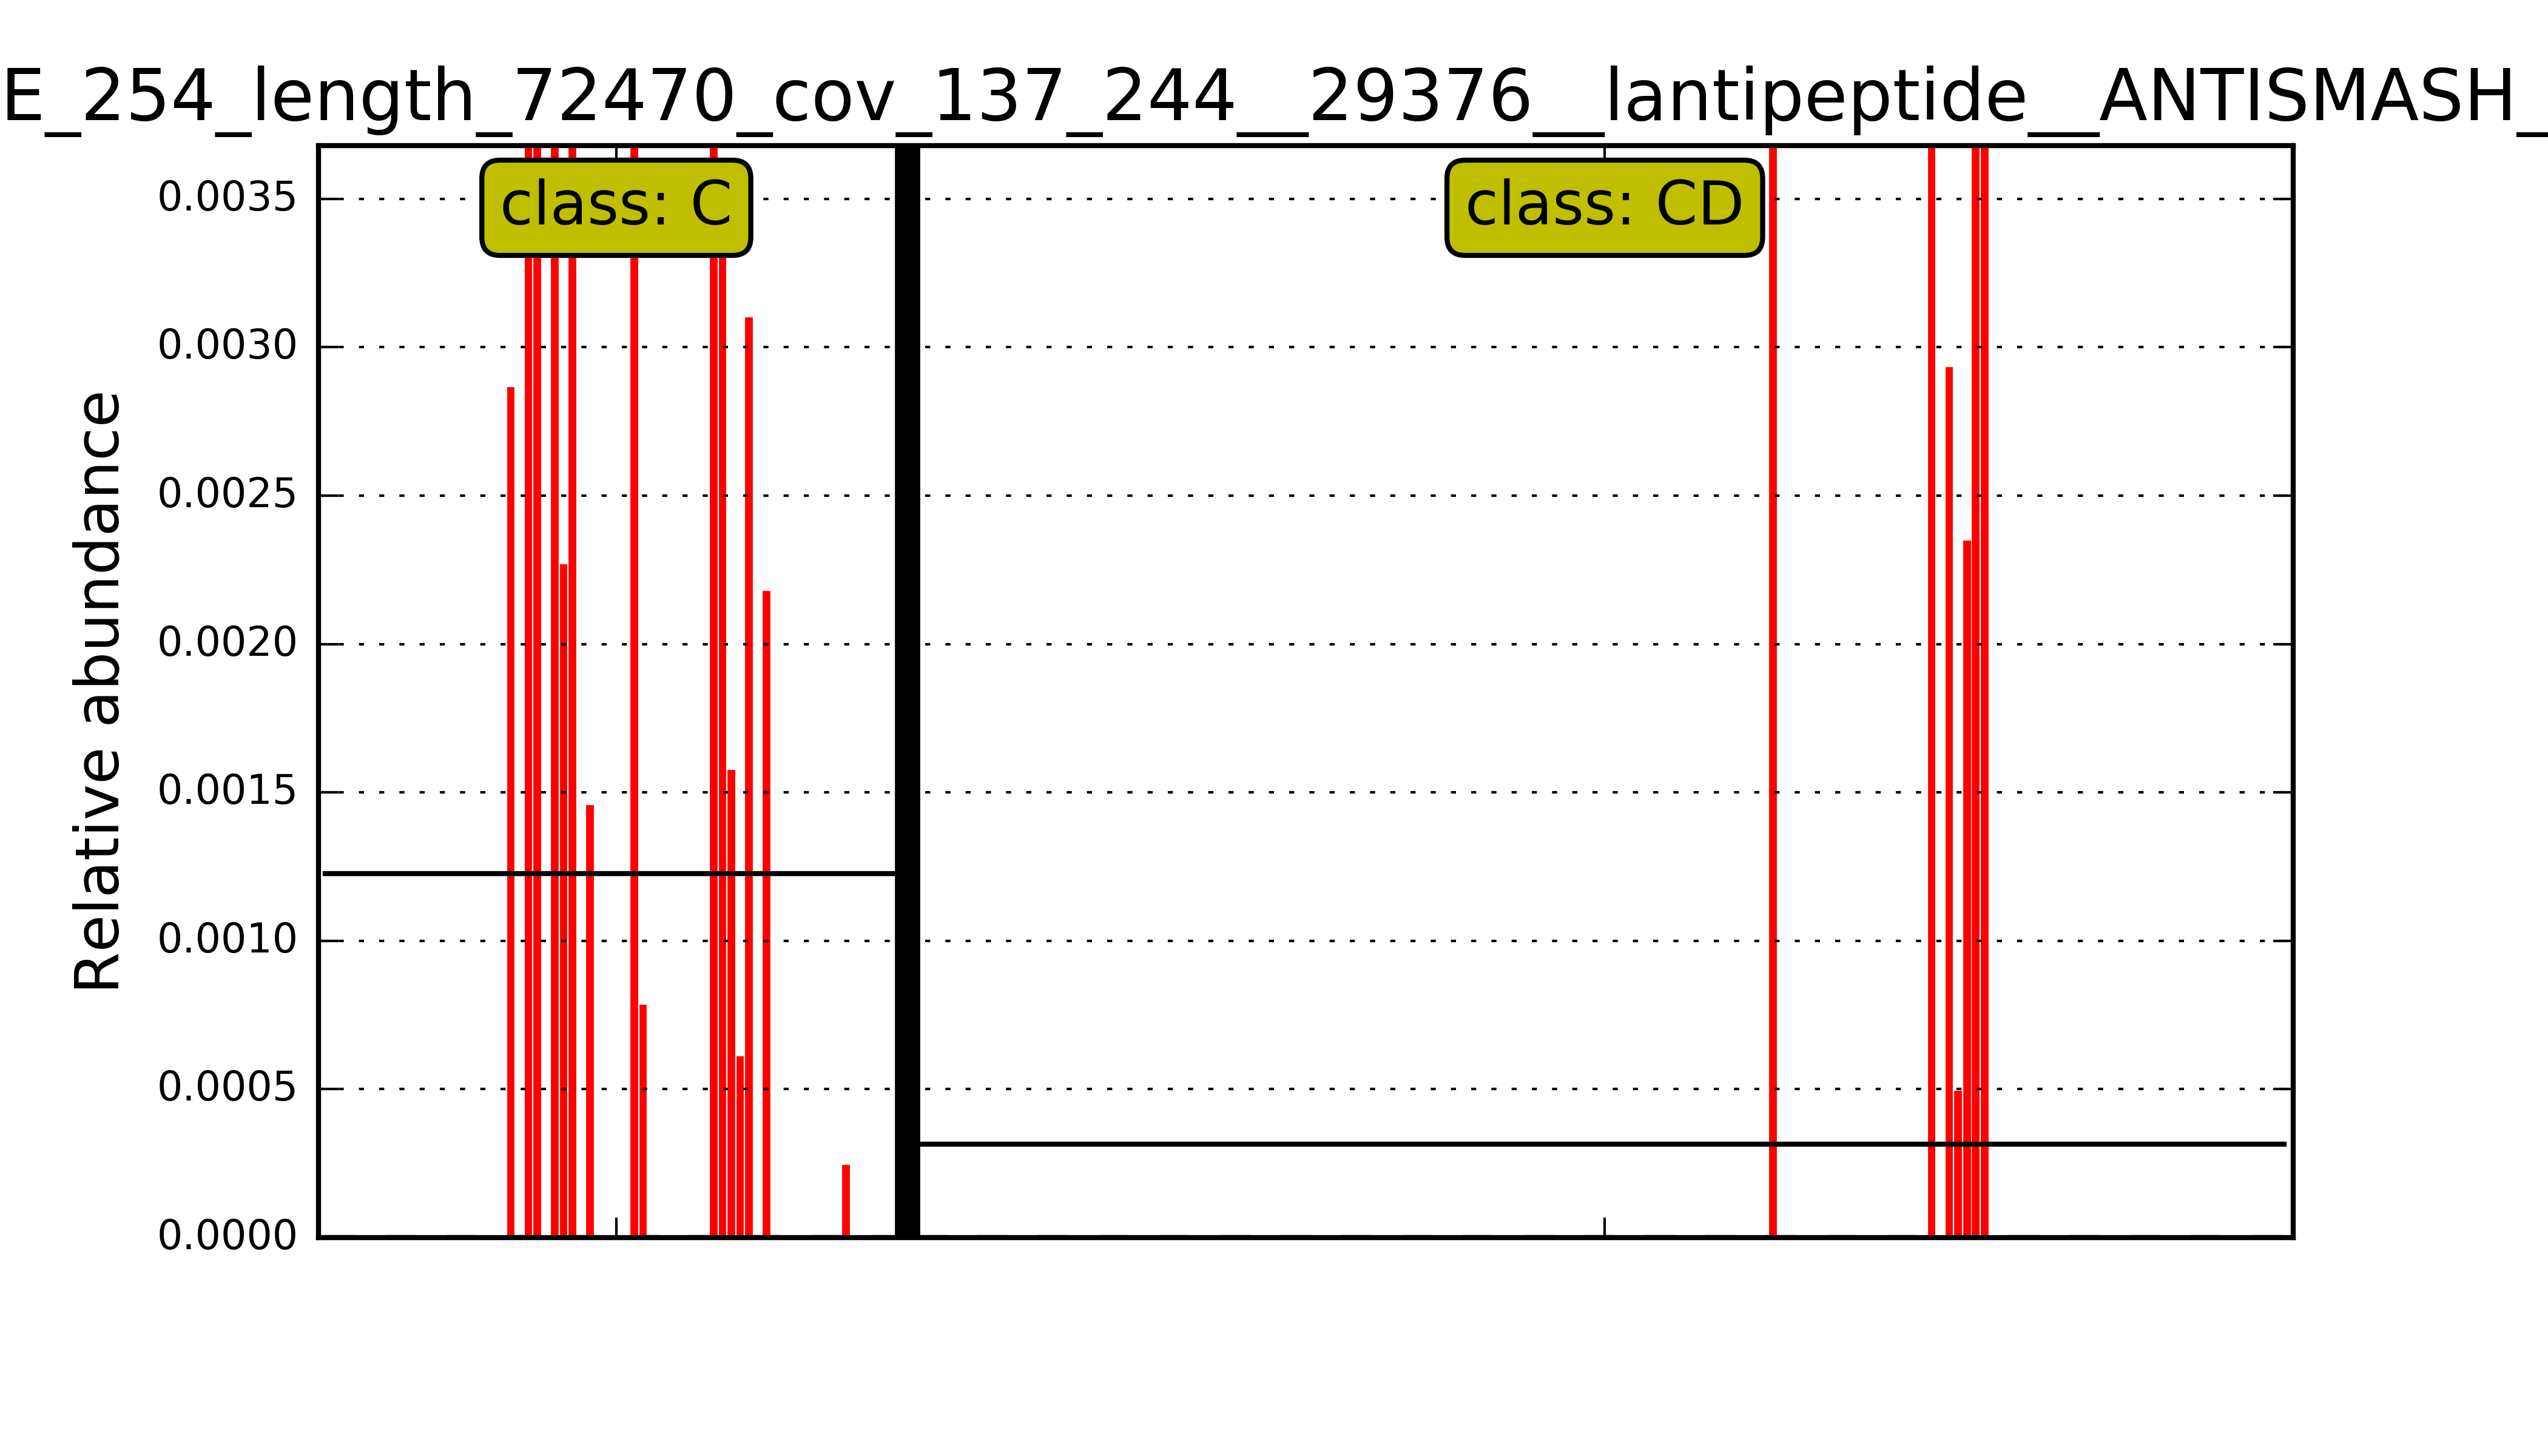 E_254_length_72470_cov_137_244__29376__lantipeptide__ANTISMASH_
class: C
class: CD
Relative abundance
0.0035
0.0030
0.0025
0.0020
0.0015
0.0010
0.0005
0.0000